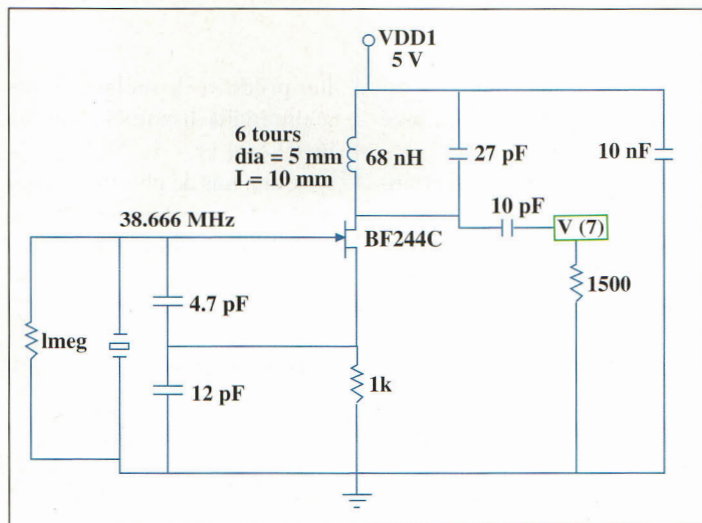 VDD1
5 V
6 tours
dia = 5 mm
L= 10 mm
68 nH
27 pF
10 nF
10 pF
38.666 MHz
V (7)
BF244C
1500
4.7 pF
lmeg
12 pF
1k